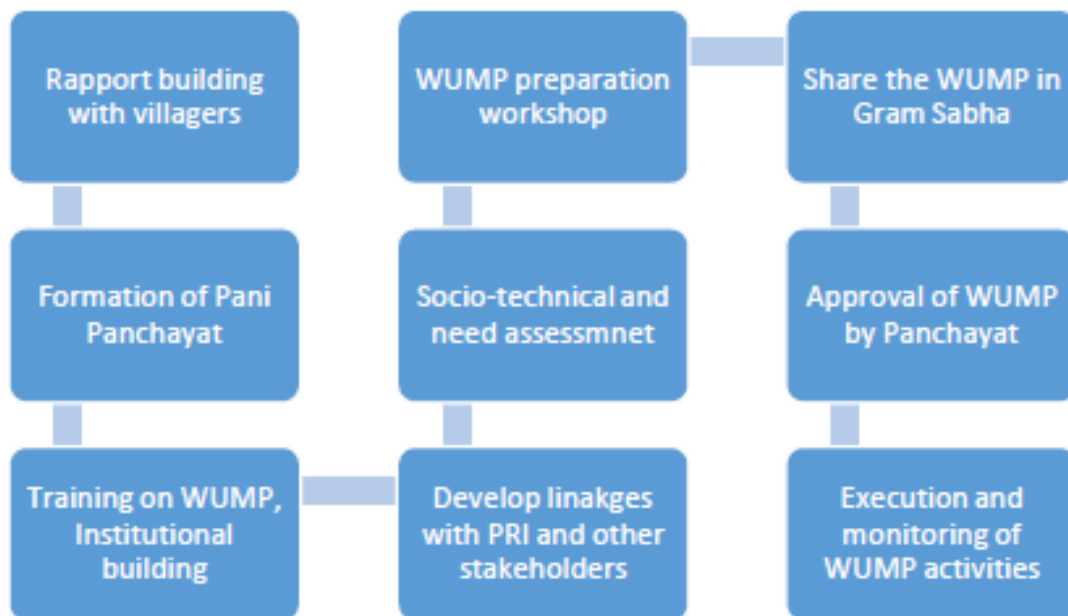 Rapport building
with villagers
Formation of Pani
Panchayat
Training on WUMP,
Institutional
building
Develop linakges
with PRI and other
stakeholders
Socio-technical and
need assessmnet
WUMP preparation
workshop
Share the WUMP in
Gram Sabha
Approval of WUMP
by Panchayat
Execution and
monitoring of
WUMP activities